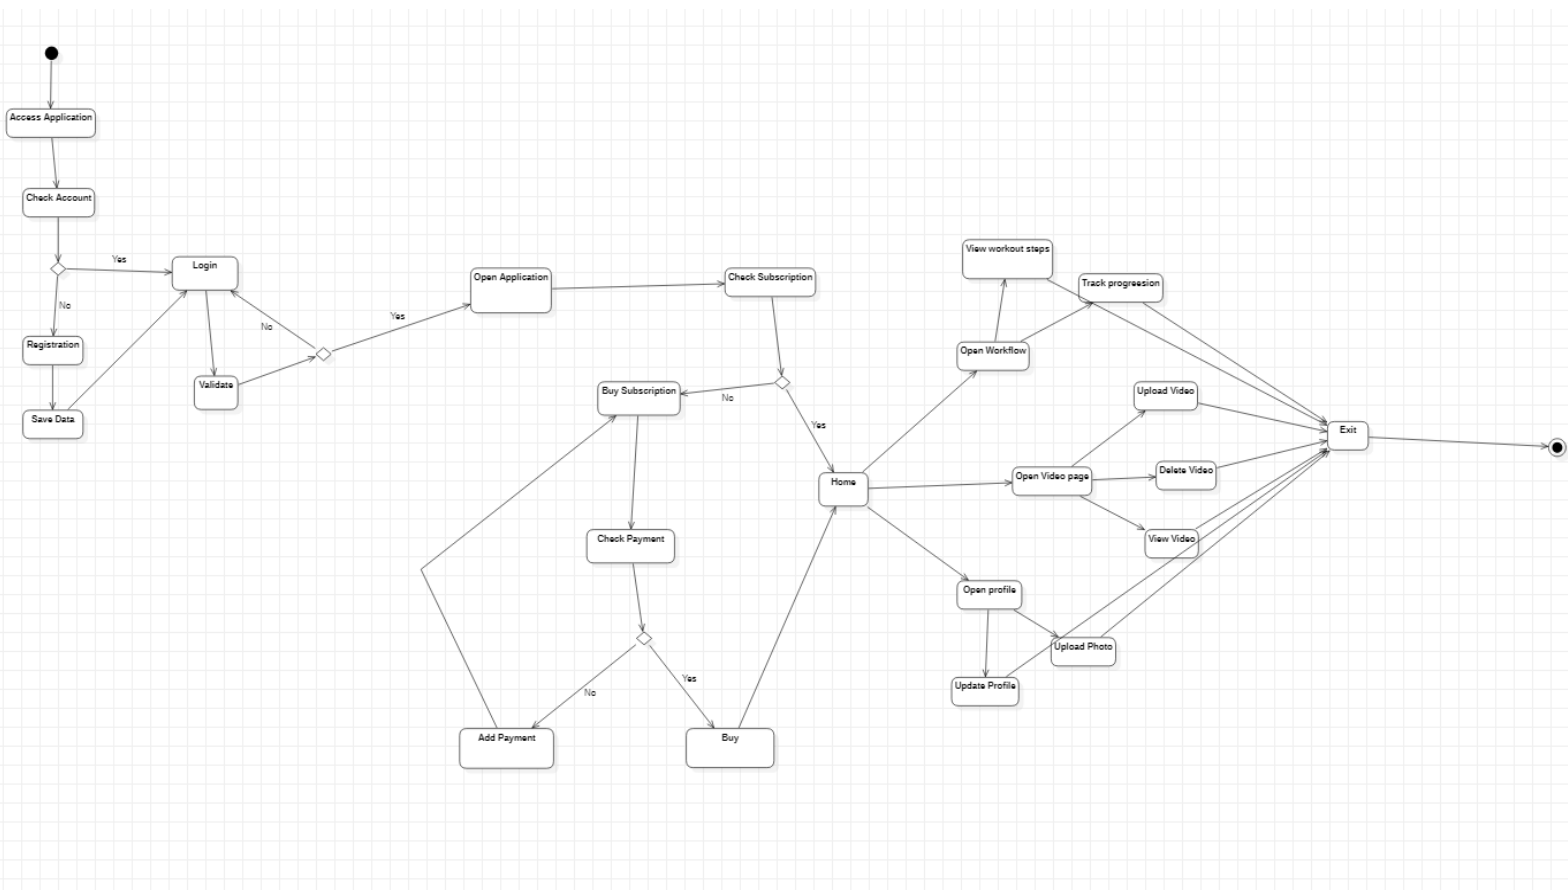 Access Application
Check Account
Yes
No
Login
Registration
Save Data
Validate
No
Yes
Open Application
Check Subscription
Buy Subscription
No
Yes
Check Payment
No
Yes
Add Payment
Buy
Home
View workout steps
Track progression
Open Workflow
Upload Video
Open Video page
Delete Video
View Video
Open profile
Upload Photo
Update Profile
Exit